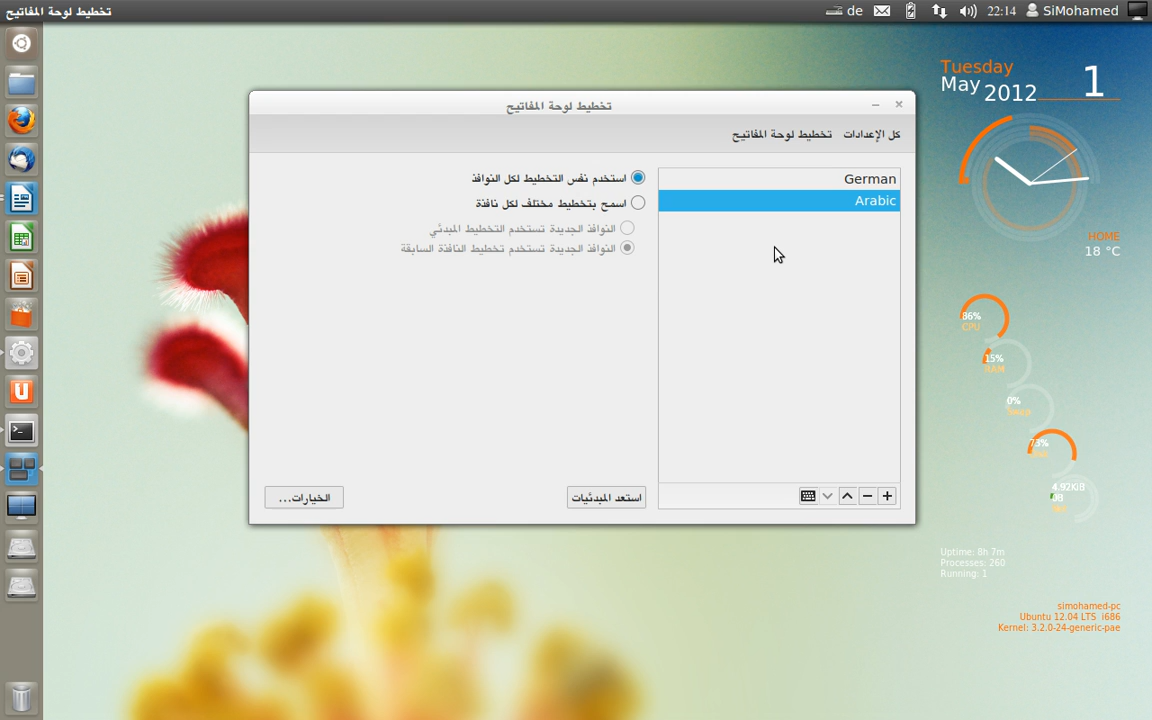 تخطيط لوحة المفاتيح
de
22:14
SiMohamed
تخطيط لوحة المفاتيح
كل الإعدادات تخطيط لوحة المفاتيح
استخدم نفس التخطيط لكل النوافذ
اسمح بتخطيط مختلف لكل نافذة
النوافذ الجديدة تستخدم التخطيط المبدئي
النوافذ الجديدة تستخدم تخطيط النافذة السابقة
German
Arabic
استعد المبدئيات
الخيارات...
Tuesday
May 2012 1
HOME
18 °C
86%
CPU
15%
RAM
0%
73%
4.92KiB
0B
Uptime: 8h 7m
Processes: 260
Running: 1
simohamed-pc
Ubuntu 12.04 LTS i686
Kernel: 3.2.0-24-generic-pae